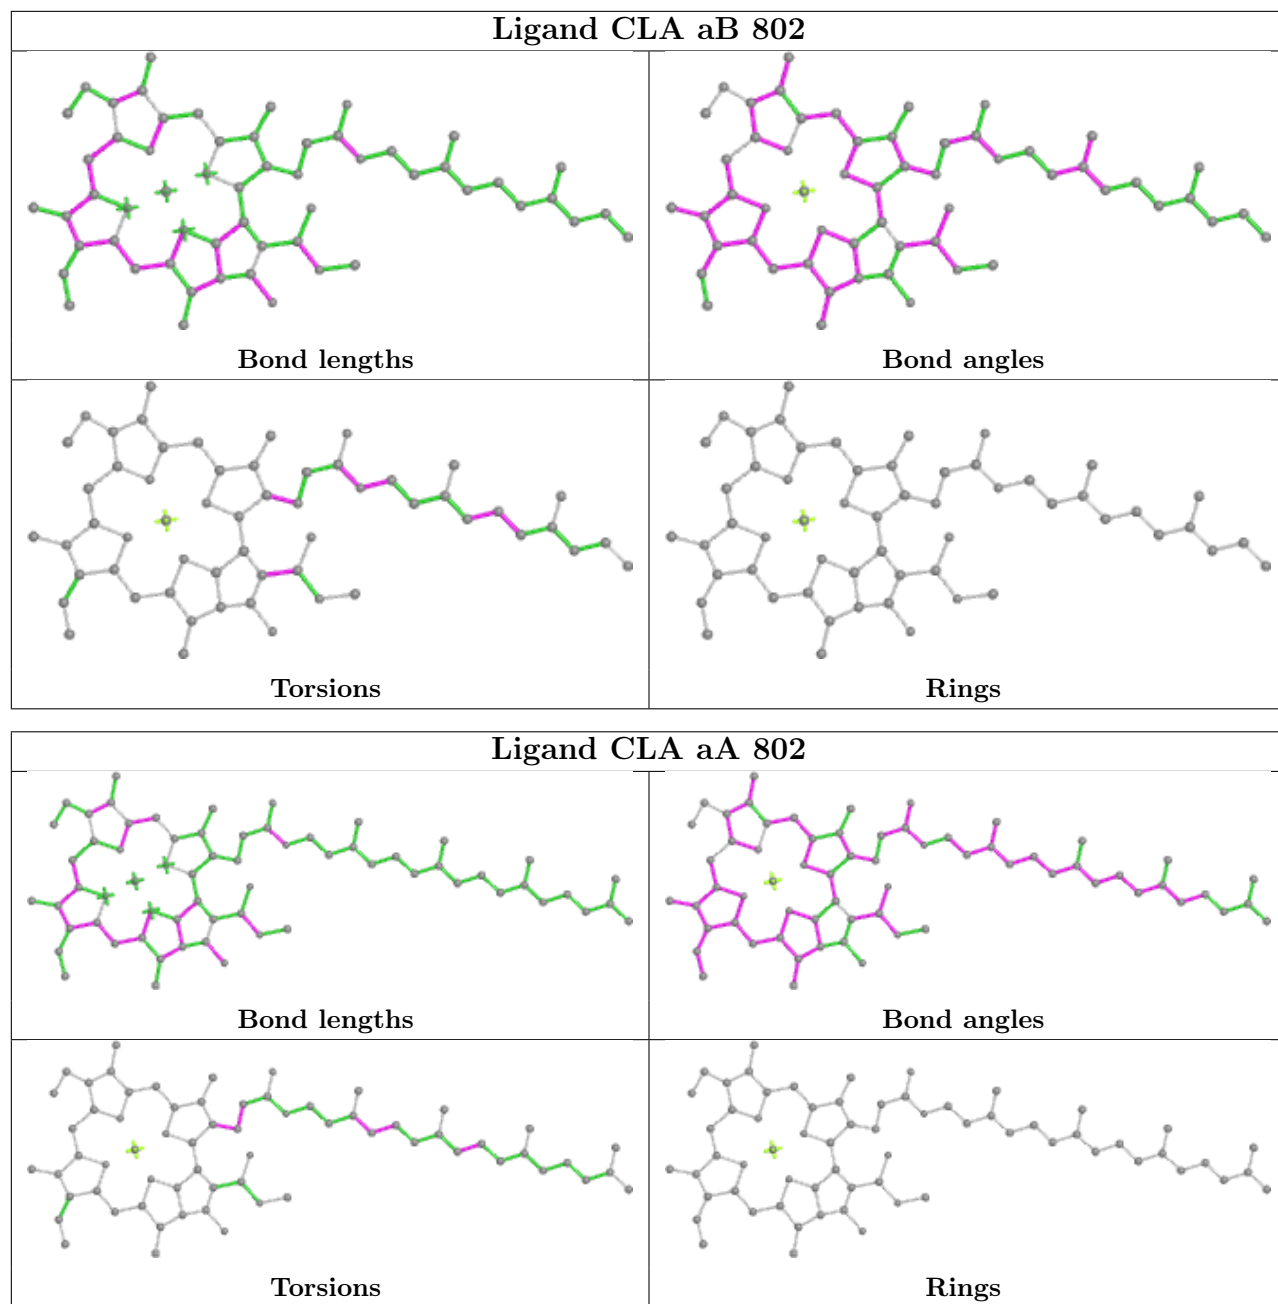 Ligand CLA aB 802
Bond lengths
Bond angles
Torsions
Rings
Ligand CLA aA 802
Bond lengths
Bond angles
Torsions
Rings